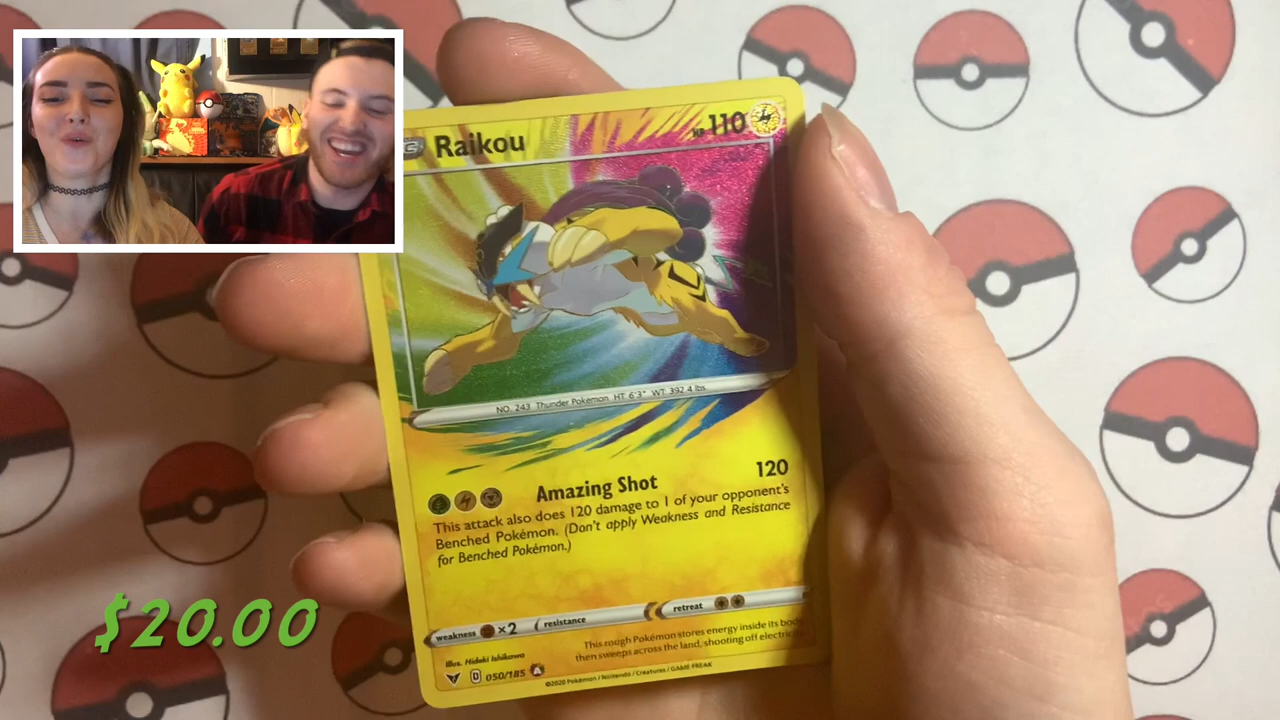 Raikou
HP 110
NO. 243 Thunder Pokémon HT: 6'3" WT: 392.4 lbs
Amazing Shot 120
This attack also does 120 damage to 1 of your opponent's
Benched Pokémon. (Don't apply Weakness and Resistance
for Benched Pokémon.)
weakness ×2 resistance retreat
This rough Pokémon stores energy inside its body,
then sweeps across the land, shooting off electricity.
Illus. Hideki Ishikawa
D 050/185 A
©2020 Pokémon / Nintendo / Creatures / GAME FREAK
$20.00